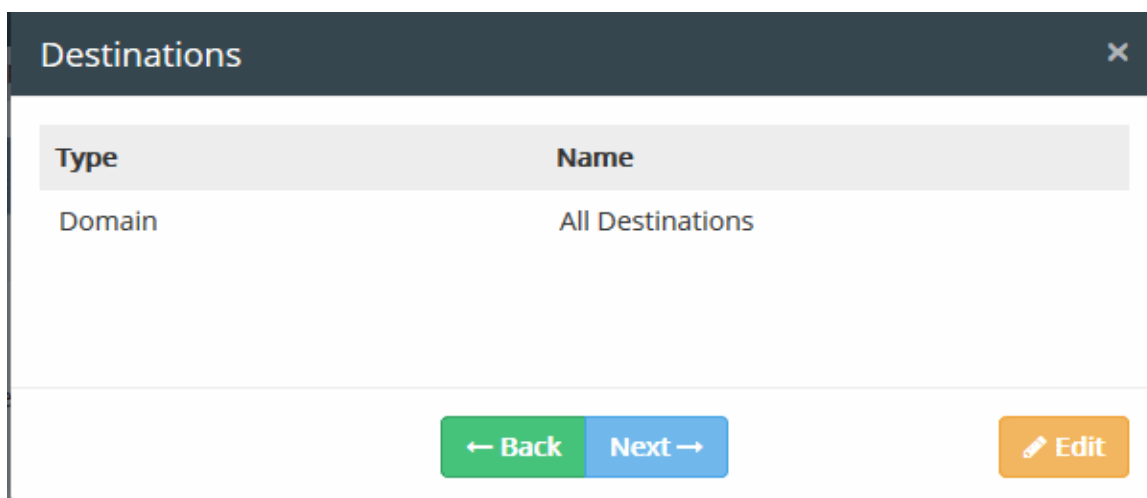 Destinations ×
Type Name
Domain All Destinations
← Back Next → Edit